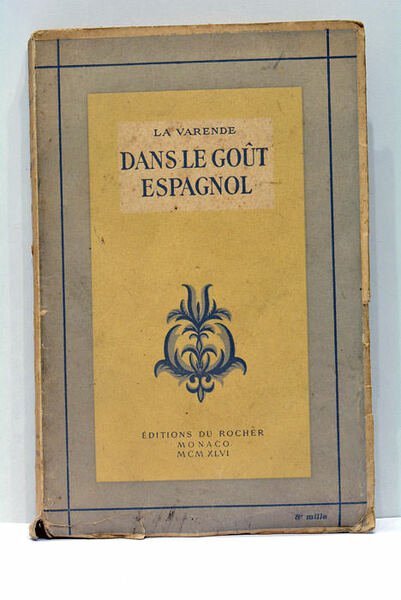 LA VARENDE
DANS LE GOÛT
ESPAGNOL
ÉDITIONS DU ROCHER
MONACO
MCMXLVI
8e mille